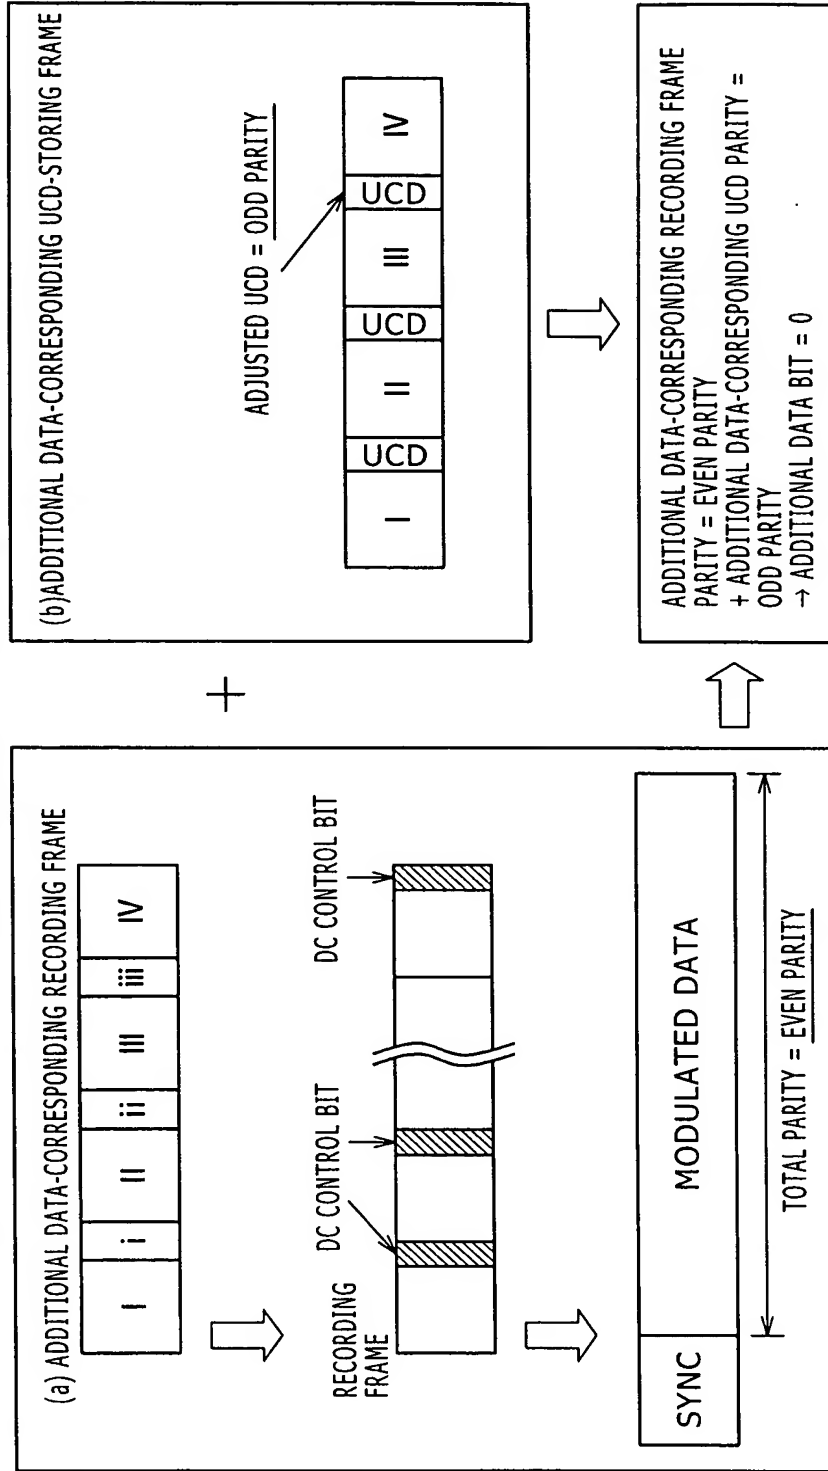 (a) ADDITIONAL DATA-CORRESPONDING RECORDING FRAME
I
i
II
ii
III
iii
IV
RECORDING
FRAME
DC CONTROL BIT
DC CONTROL BIT
SYNC
MODULATED DATA
TOTAL PARITY = EVEN PARITY
+
(b)ADDITIONAL DATA-CORRESPONDING UCD-STORING FRAME
ADJUSTED UCD = ODD PARITY
I
UCD
II
UCD
III
UCD
IV
ADDITIONAL DATA-CORRESPONDING RECORDING FRAME
PARITY = EVEN PARITY
+ ADDITIONAL DATA-CORRESPONDING UCD PARITY =
ODD PARITY
→ ADDITIONAL DATA BIT = 0